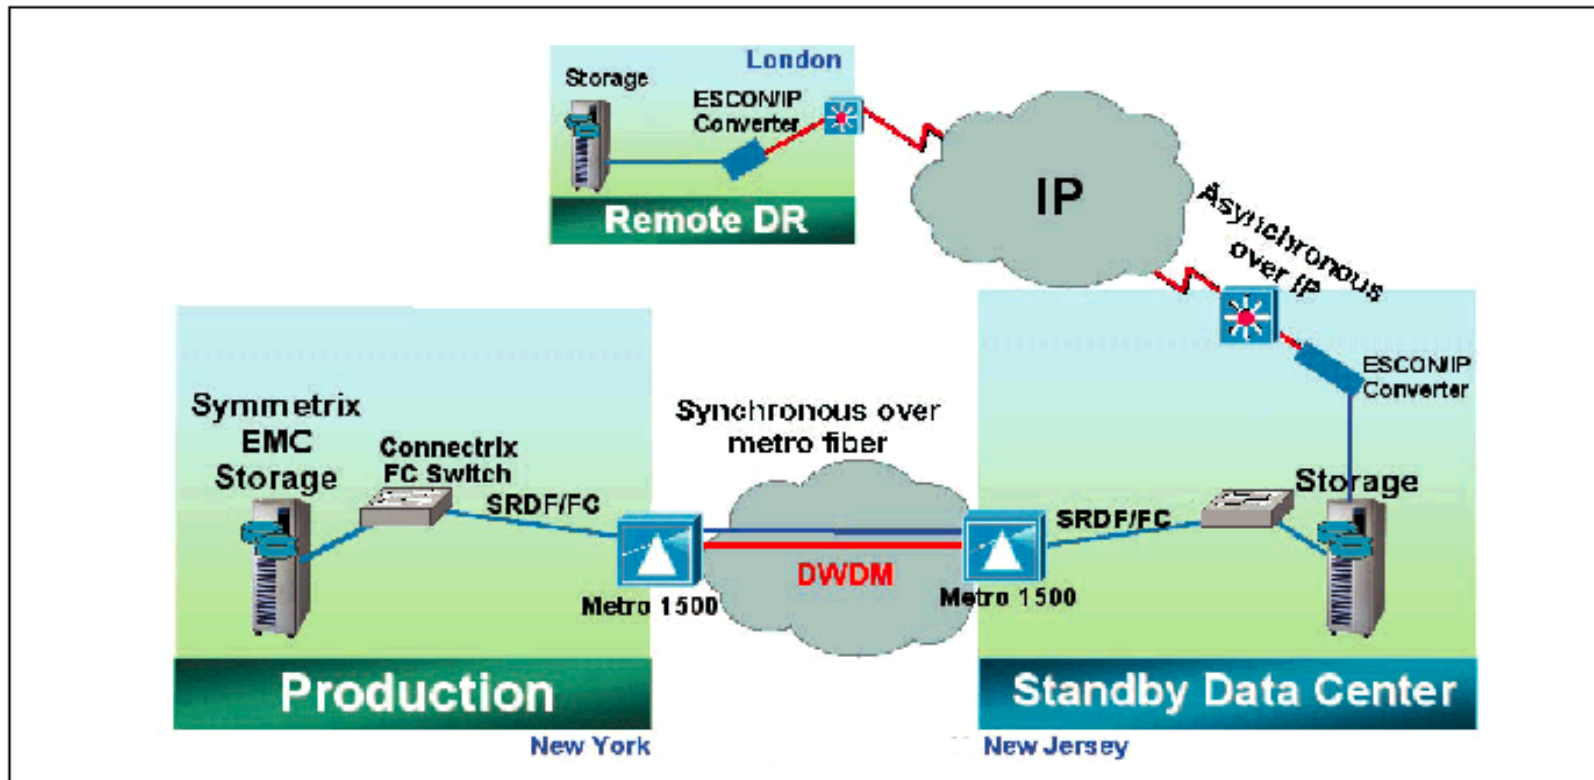 London
Storage
ESCON/IP
Converter
Remote DR
IP
Asynchronous
over IP
ESCON/IP
Converter
Symmetrix
EMC
Storage
Connectrix
FC Switch
SRDF/FC
Synchronous over
metro fiber
DWDM
Metro 1500
Metro 1500
SRDF/FC
Storage
Production
New York
Standby Data Center
New Jersey